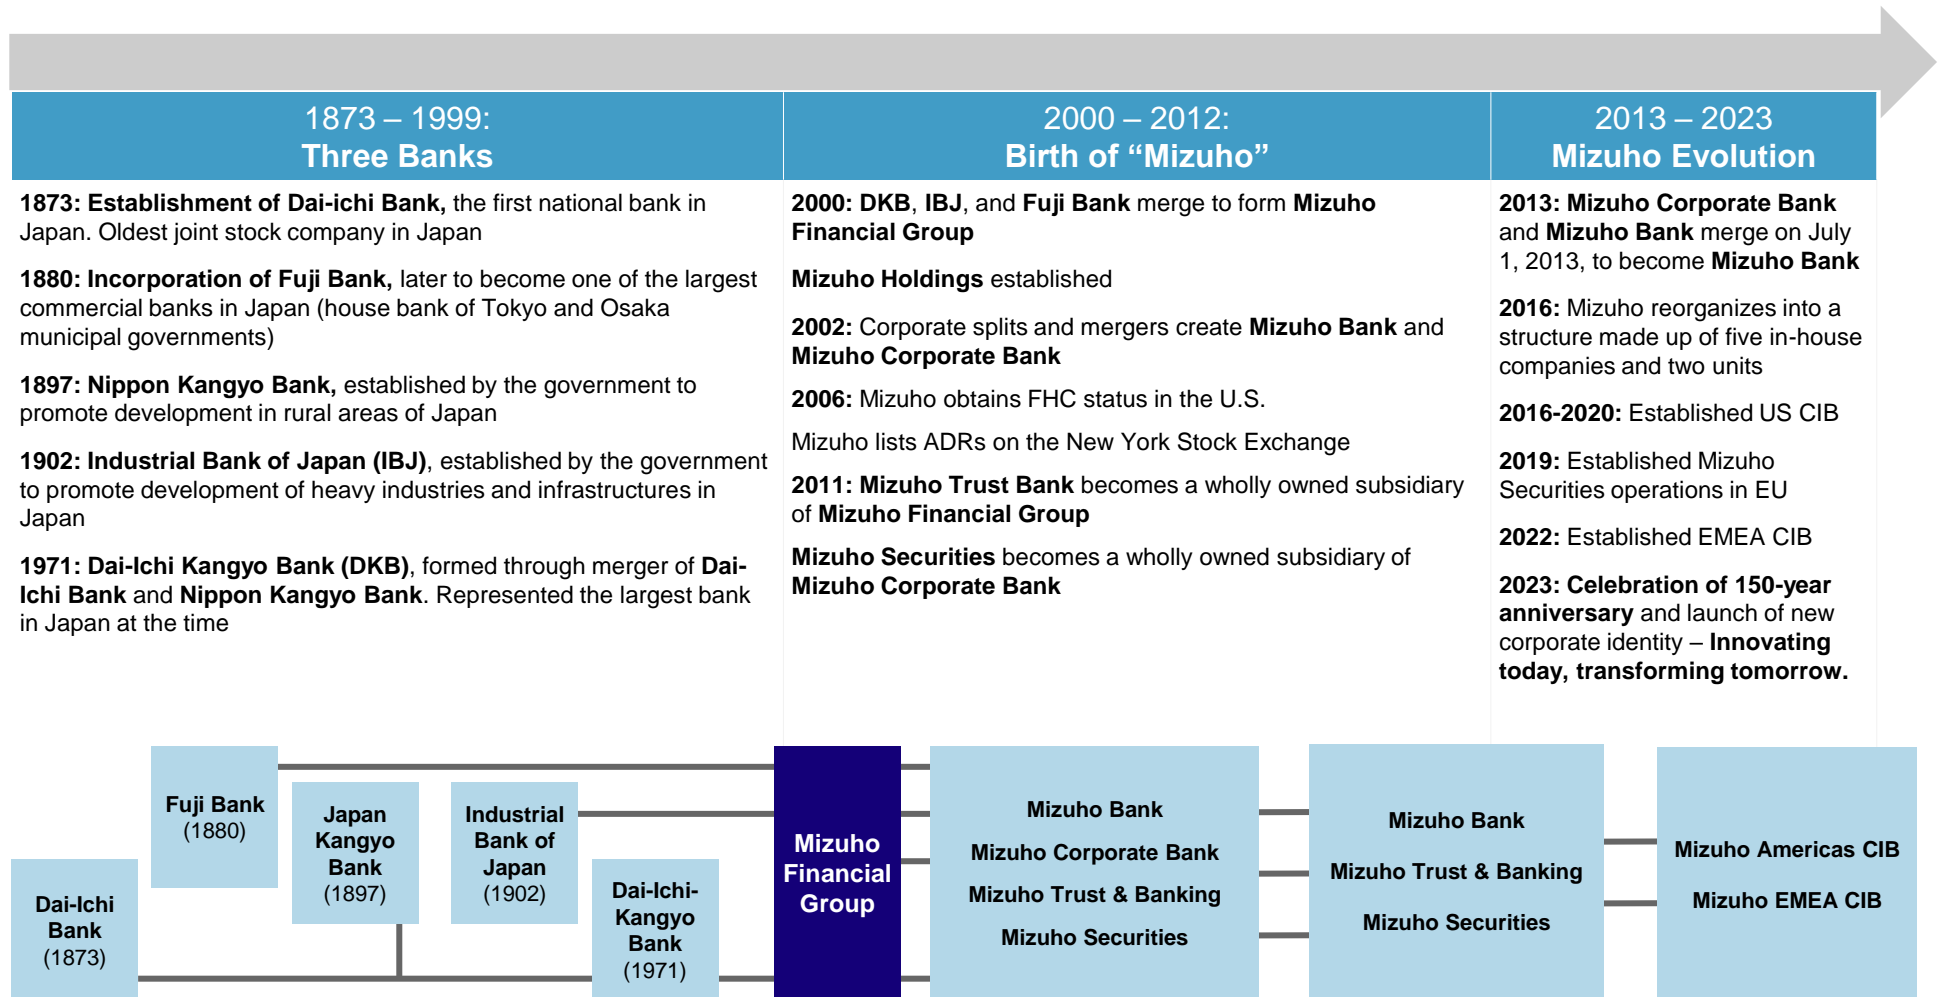 1873 – 1999:
Three Banks
1873: Establishment of Dai-ichi Bank, the first national bank in
Japan. Oldest joint stock company in Japan
1880: Incorporation of Fuji Bank, later to become one of the largest
commercial banks in Japan (house bank of Tokyo and Osaka
municipal governments)
1897: Nippon Kangyo Bank, established by the government to
promote development in rural areas of Japan
1902: Industrial Bank of Japan (IBJ), established by the government
to promote development of heavy industries and infrastructures in
Japan
1971: Dai-Ichi Kangyo Bank (DKB), formed through merger of Dai-
Ichi Bank and Nippon Kangyo Bank. Represented the largest bank
in Japan at the time
2000 – 2012:
Birth of “Mizuho”
2000: DKB, IBJ, and Fuji Bank merge to form Mizuho
Financial Group
Mizuho Holdings established
2002: Corporate splits and mergers create Mizuho Bank and
Mizuho Corporate Bank
2006: Mizuho obtains FHC status in the U.S.
Mizuho lists ADRs on the New York Stock Exchange
2011: Mizuho Trust Bank becomes a wholly owned subsidiary
of Mizuho Financial Group
Mizuho Securities becomes a wholly owned subsidiary of
Mizuho Corporate Bank
2013 – 2023
Mizuho Evolution
2013: Mizuho Corporate Bank
and Mizuho Bank merge on July
1, 2013, to become Mizuho Bank
2016: Mizuho reorganizes into a
structure made up of five in-house
companies and two units
2016-2020: Established US CIB
2019: Established Mizuho
Securities operations in EU
2022: Established EMEA CIB
2023: Celebration of 150-year
anniversary and launch of new
corporate identity – Innovating
today, transforming tomorrow.
Dai-Ichi
Bank
(1873)
Fuji Bank
(1880)
Japan
Kangyo
Bank
(1897)
Industrial
Bank of
Japan
(1902)
Dai-Ichi-
Kangyo
Bank
(1971)
Mizuho
Financial
Group
Mizuho Bank
Mizuho Corporate Bank
Mizuho Trust & Banking
Mizuho Securities
Mizuho Bank
Mizuho Trust & Banking
Mizuho Securities
Mizuho Americas CIB
Mizuho EMEA CIB